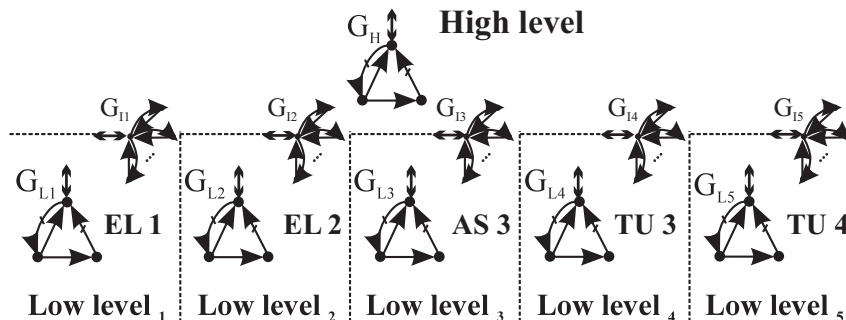 G_H High level
G_I1 G_I2 G_I3 G_I4 G_I5
G_L1 G_L2 G_L3 G_L4 G_L5
EL 1 EL 2 AS 3 TU 3 TU 4
Low level 1 Low level 2 Low level 3 Low level 4 Low level 5